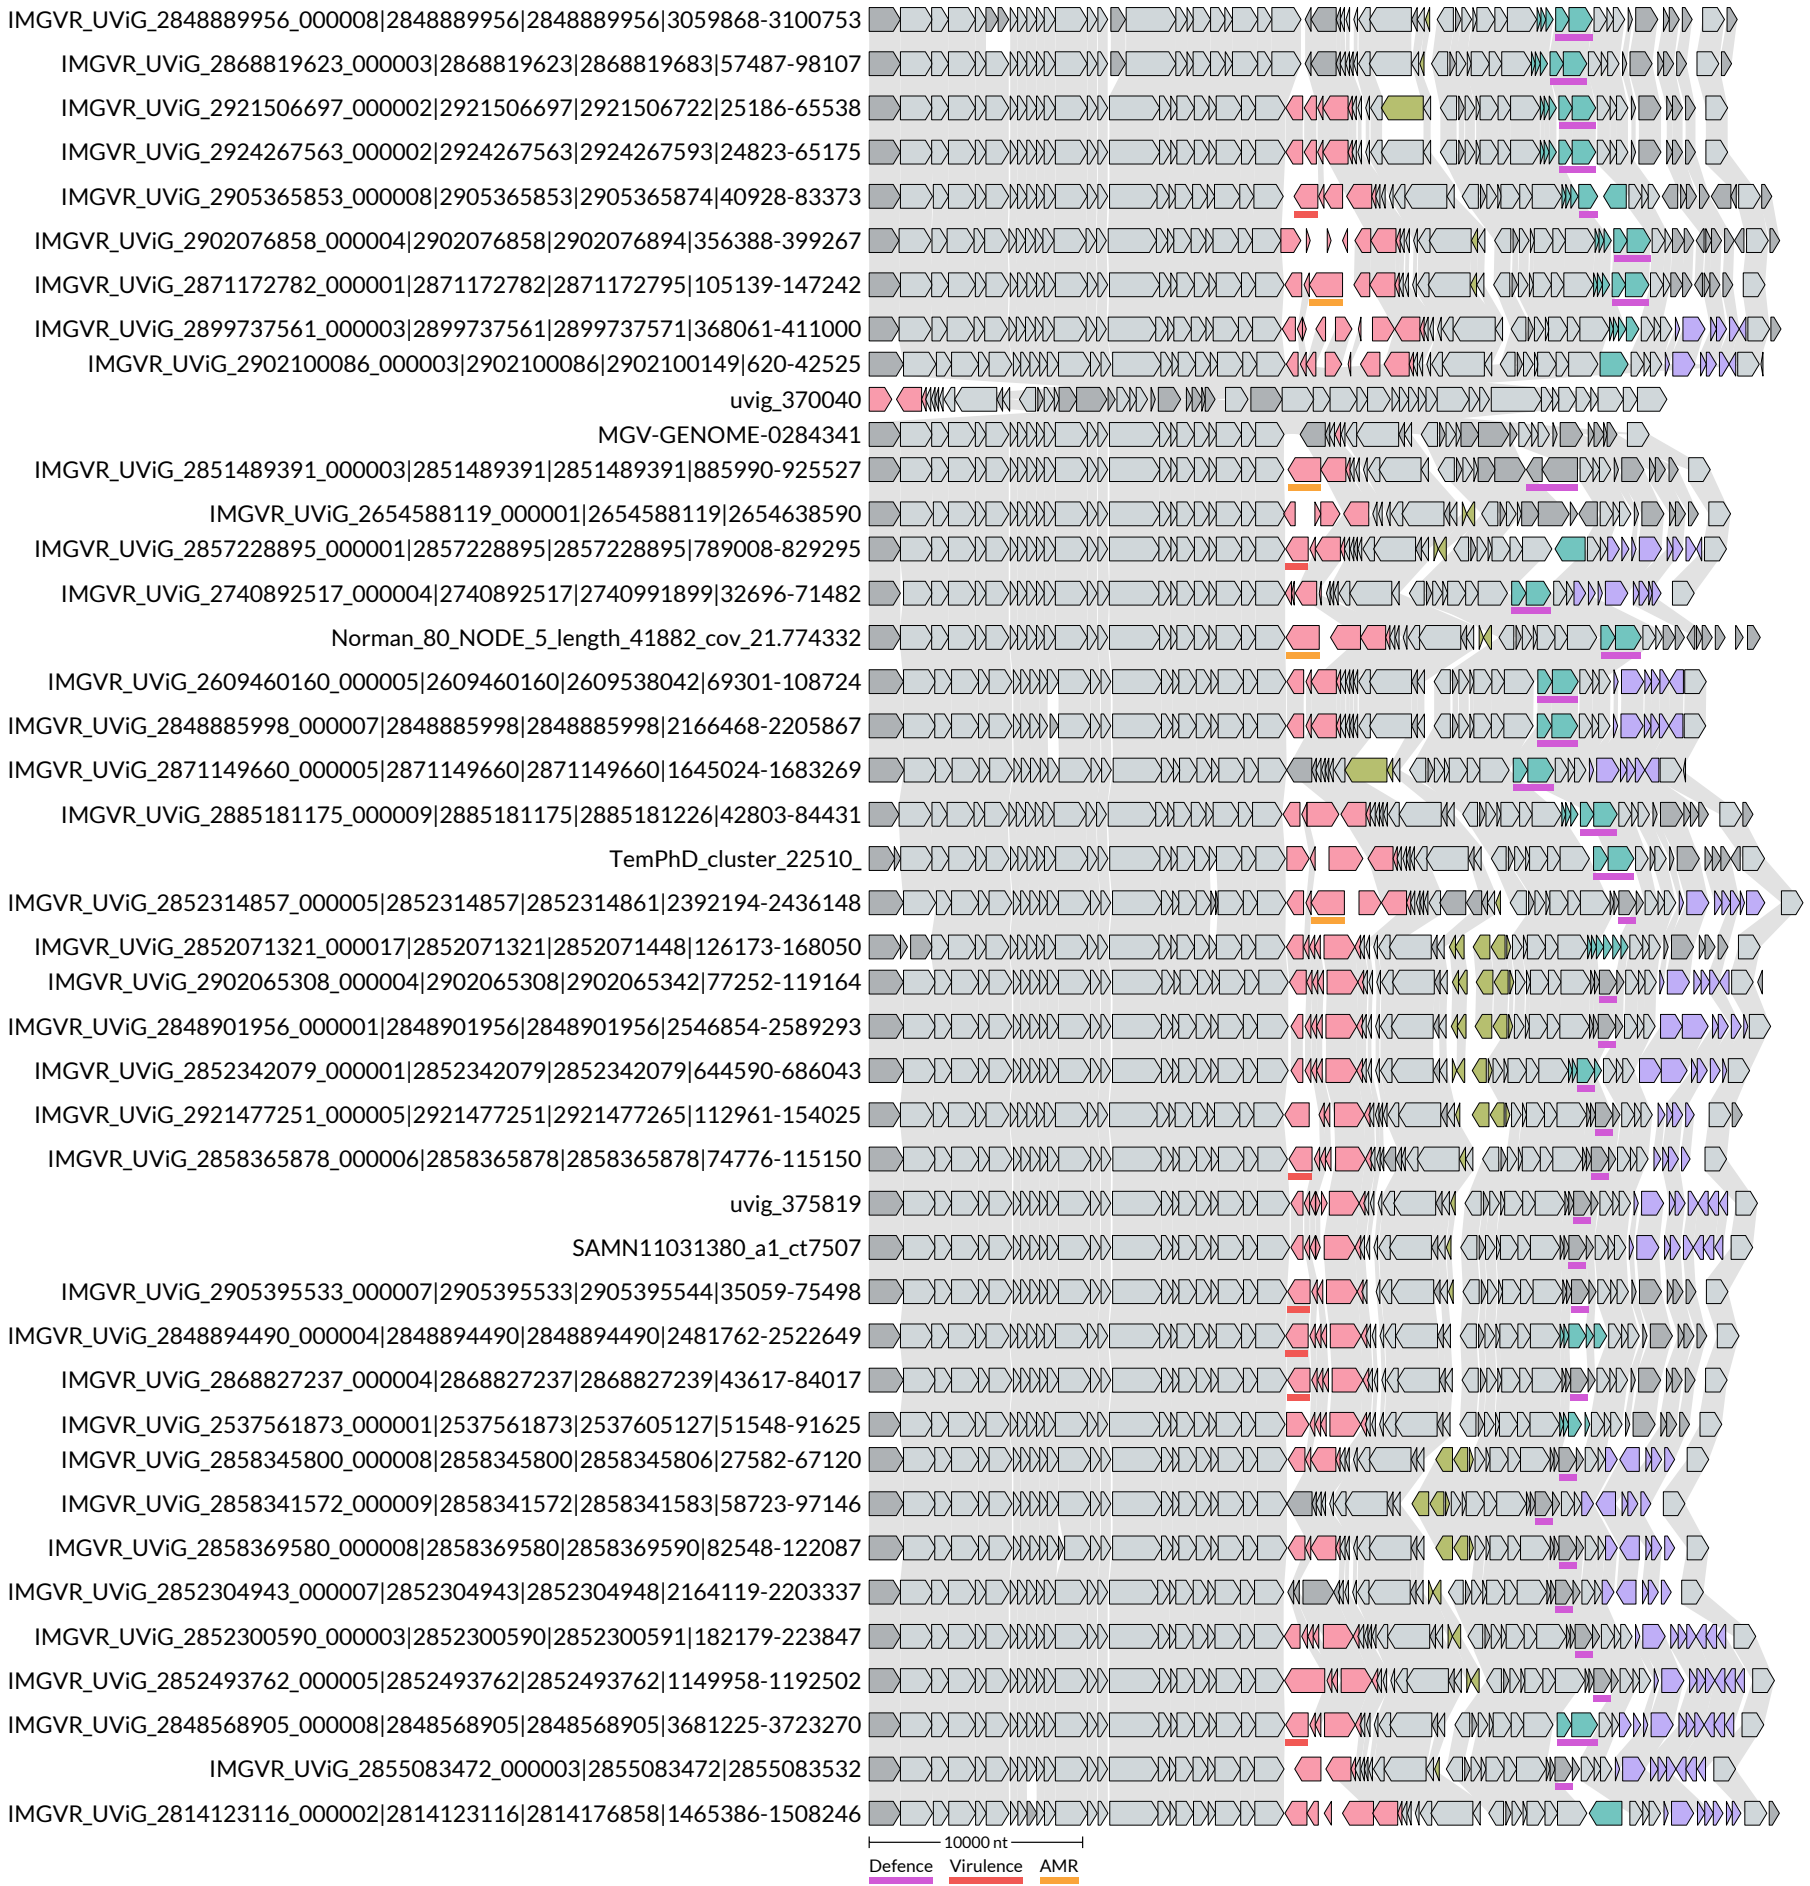 IMGVR_UViG_2848889956_000008|2848889956|2848889956|3059868-3100753
IMGVR_UViG_2868819623_000003|2868819623|2868819683|57487-98107
IMGVR_UViG_2921506697_000002|2921506697|2921506722|25186-65538
IMGVR_UViG_2924267563_000002|2924267563|2924267593|24823-65175
IMGVR_UViG_2905365853_000008|2905365853|2905365874|40928-83373
IMGVR_UViG_2902076858_000004|2902076858|2902076894|356388-399267
IMGVR_UViG_2871172782_000001|2871172782|2871172795|105139-147242
IMGVR_UViG_2899737561_000003|2899737561|2899737571|368061-411000
IMGVR_UViG_2902100086_000003|2902100086|2902100149|620-42525
uvig_370040
MGV-GENOME-0284341
IMGVR_UViG_2851489391_000003|2851489391|2851489391|885990-925527
IMGVR_UViG_2654588119_000001|2654588119|2654638590
IMGVR_UViG_2857228895_000001|2857228895|2857228895|789008-829295
IMGVR_UViG_2740892517_000004|2740892517|2740991899|32696-71482
Norman_80_NODE_5_length_41882_cov_21.774332
IMGVR_UViG_2609460160_000005|2609460160|2609538042|69301-108724
IMGVR_UViG_2848885998_000007|2848885998|2848885998|2166468-2205867
IMGVR_UViG_2871149660_000005|2871149660|2871149660|1645024-1683269
IMGVR_UViG_2885181175_000009|2885181175|2885181226|42803-84431
TemPhD_cluster_22510_
IMGVR_UViG_2852314857_000005|2852314857|2852314861|2392194-2436148
IMGVR_UViG_2852071321_000017|2852071321|2852071448|126173-168050
IMGVR_UViG_2902065308_000004|2902065308|2902065342|77252-119164
IMGVR_UViG_2848901956_000001|2848901956|2848901956|2546854-2589293
IMGVR_UViG_2852342079_000001|2852342079|2852342079|644590-686043
IMGVR_UViG_2921477251_000005|2921477251|2921477265|112961-154025
IMGVR_UViG_2858365878_000006|2858365878|2858365878|74776-115150
uvig_375819
SAMN11031380_a1_ct7507
IMGVR_UViG_2905395533_000007|2905395533|2905395544|35059-75498
IMGVR_UViG_2848894490_000004|2848894490|2848894490|2481762-2522649
IMGVR_UViG_2868827237_000004|2868827237|2868827239|43617-84017
IMGVR_UViG_2537561873_000001|2537561873|2537605127|51548-91625
IMGVR_UViG_2858345800_000008|2858345800|2858345806|27582-67120
IMGVR_UViG_2858341572_000009|2858341572|2858341583|58723-97146
IMGVR_UViG_2858369580_000008|2858369580|2858369590|82548-122087
IMGVR_UViG_2852304943_000007|2852304943|2852304948|2164119-2203337
IMGVR_UViG_2852300590_000003|2852300590|2852300591|182179-223847
IMGVR_UViG_2852493762_000005|2852493762|2852493762|1149958-1192502
IMGVR_UViG_2848568905_000008|2848568905|2848568905|3681225-3723270
IMGVR_UViG_2855083472_000003|2855083472|2855083532
IMGVR_UViG_2814123116_000002|2814123116|2814176858|1465386-1508246
10000 nt
Defence Virulence AMR